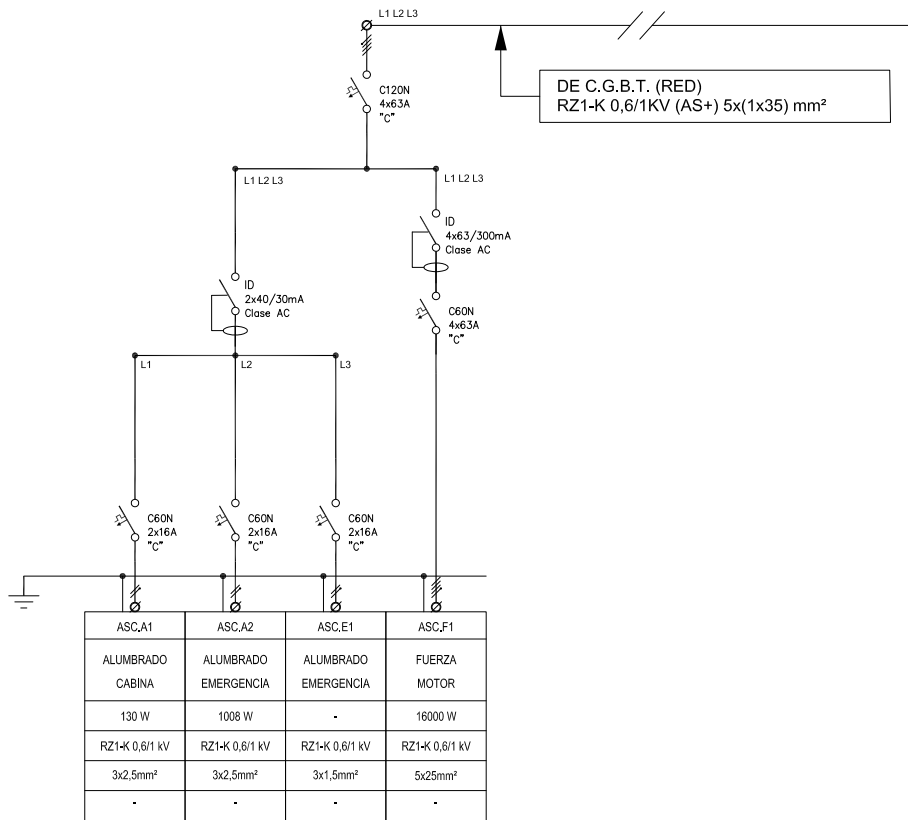 L1 L2 L3
DE C.G.B.T. (RED)
RZ1-K 0,6/1KV (AS+) 5x(1x35) mm²
C120N
4x63A
"C"
L1 L2 L3
L1 L2 L3
ID
4x63/300mA
Clase AC
ID
2x40/30mA
Clase AC
C60N
4x63A
"C"
L1
L2
L3
C60N
2x16A
"C"
C60N
2x16A
"C"
C60N
2x16A
"C"
ASC.A1
ASC.A2
ASC.E1
ASC.F1
ALUMBRADO
CABINA
ALUMBRADO
EMERGENCIA
ALUMBRADO
EMERGENCIA
FUERZA
MOTOR
130 W
1008 W
-
16000 W
RZ1-K 0,6/1 kV
RZ1-K 0,6/1 kV
RZ1-K 0,6/1 kV
RZ1-K 0,6/1 kV
3x2,5mm²
3x2,5mm²
3x1,5mm²
5x25mm²
-
-
-
-